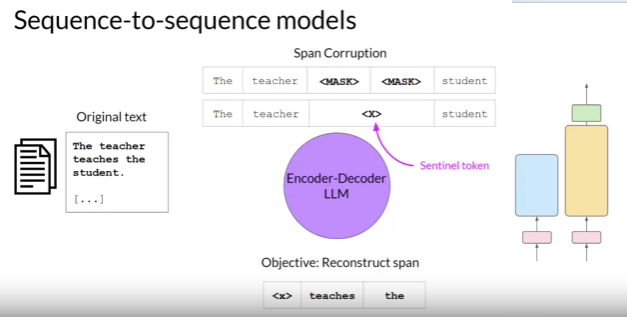 Sequence-to-sequence models
Span Corruption
The teacher <MASK> <MASK> student
The teacher <X> student
Original text
The teacher
teaches the
student.
[...]
Sentinel token
Encoder-Decoder
LLM
Objective: Reconstruct span
<x> teaches the